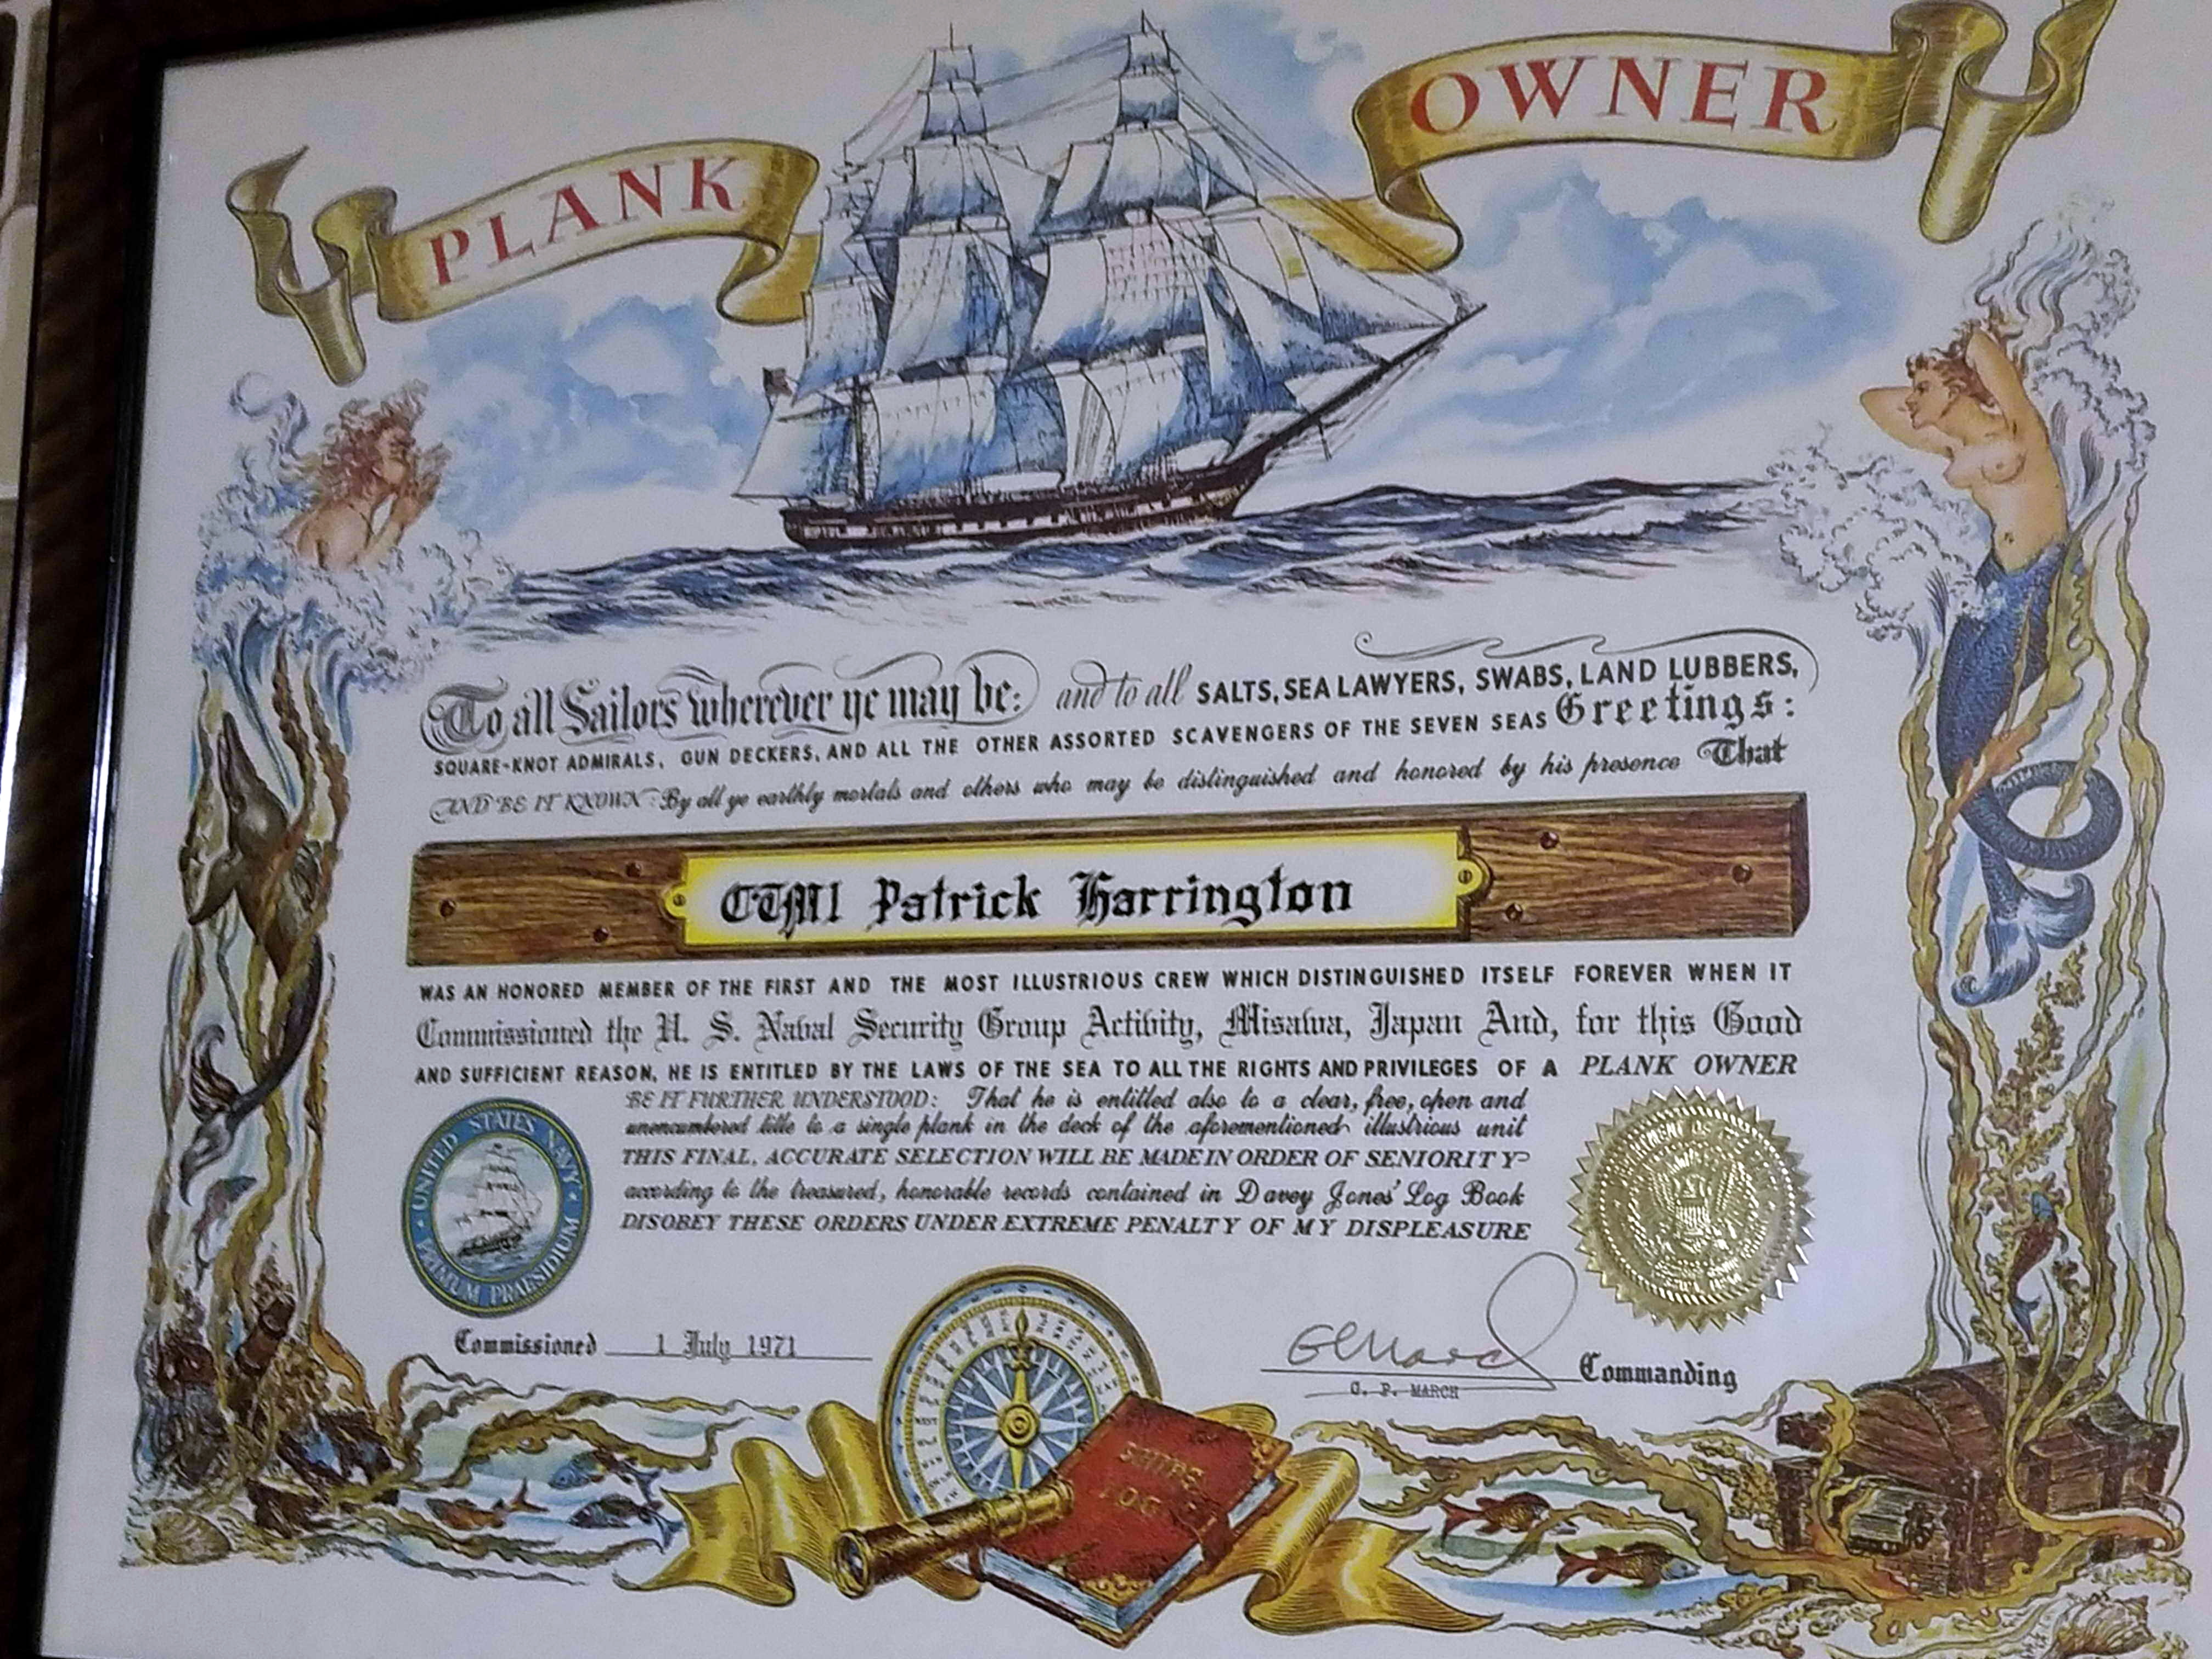 PLANK OWNER
To all Sailors wherever ye may be: and to all SALTS, SEA LAWYERS, SWABS, LAND LUBBERS,
SQUARE-KNOT ADMIRALS, GUN DECKERS, AND ALL THE OTHER ASSORTED SCAVENGERS OF THE SEVEN SEAS Greetings:
AND BE IT KNOWN: By all ye earthly mortals and others who may be distinguished and honored by his presence That
CTM1 Patrick Harrington
WAS AN HONORED MEMBER OF THE FIRST AND THE MOST ILLUSTRIOUS CREW WHICH DISTINGUISHED ITSELF FOREVER WHEN IT
Commissioned the U. S. Naval Security Group Activity, Misawa, Japan And, for this Good
AND SUFFICIENT REASON, HE IS ENTITLED BY THE LAWS OF THE SEA TO ALL THE RIGHTS AND PRIVILEGES OF A PLANK OWNER
BE IT FURTHER UNDERSTOOD: That he is entitled also to a clear, free, open and
unencumbered title to a single plank in the deck of the aforementioned illustrious unit
THIS FINAL, ACCURATE SELECTION WILL BE MADE IN ORDER OF SENIORITY
according to the treasured, honorable records contained in Davey Jones' Log Book
DISOBEY THESE ORDERS UNDER EXTREME PENALTY OF MY DISPLEASURE
UNITED STATES NAVY
PRIMUM PRAESIDIUM
Commissioned 1 July 1971
Commanding
G. P. MARCH
SHIPS
LOG